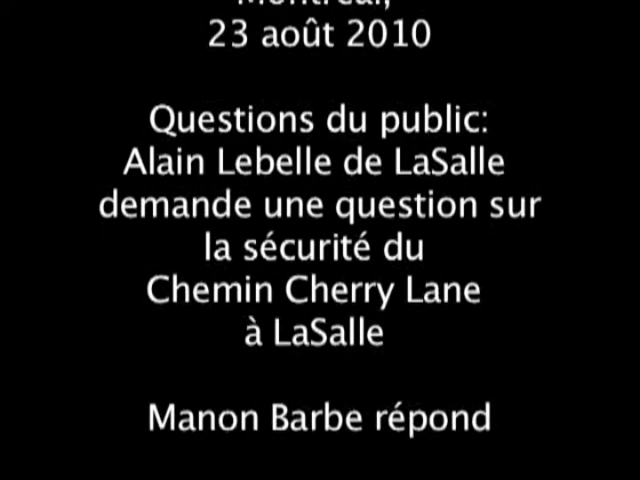 Montréal,
23 août 2010
Questions du public:
Alain Lebelle de LaSalle
demande une question sur
la sécurité du
Chemin Cherry Lane
à LaSalle
Manon Barbe répond